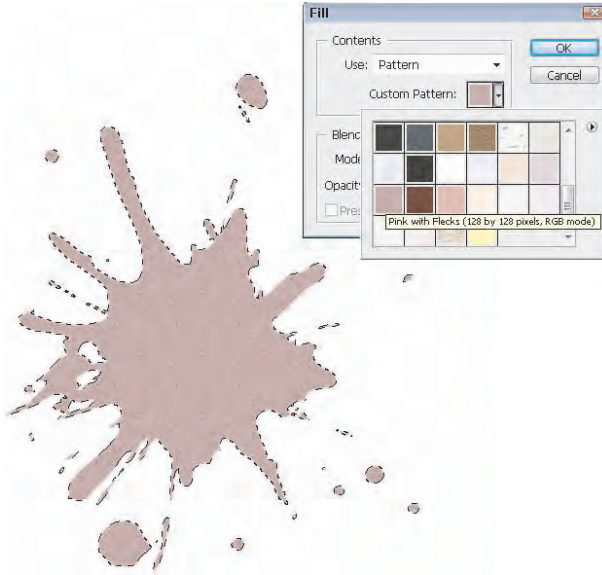 Fill
Contents
OK
Use: Pattern
Cancel
Custom Pattern:
Blend
Mode
Opacit
Pres
Pink with Flecks (128 by 128 pixels, RGB mode)